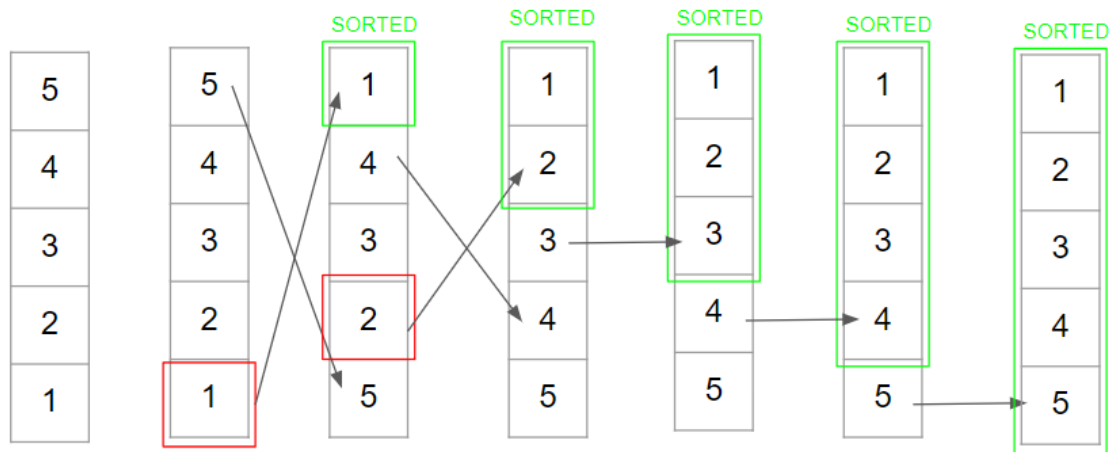 SORTED SORTED SORTED SORTED SORTED
5 5 1 1 1 1 1
4 4 4 2 2 2 2
3 3 3 3 3 3 3
2 2 2 4 4 4 4
1 1 5 5 5 5 5